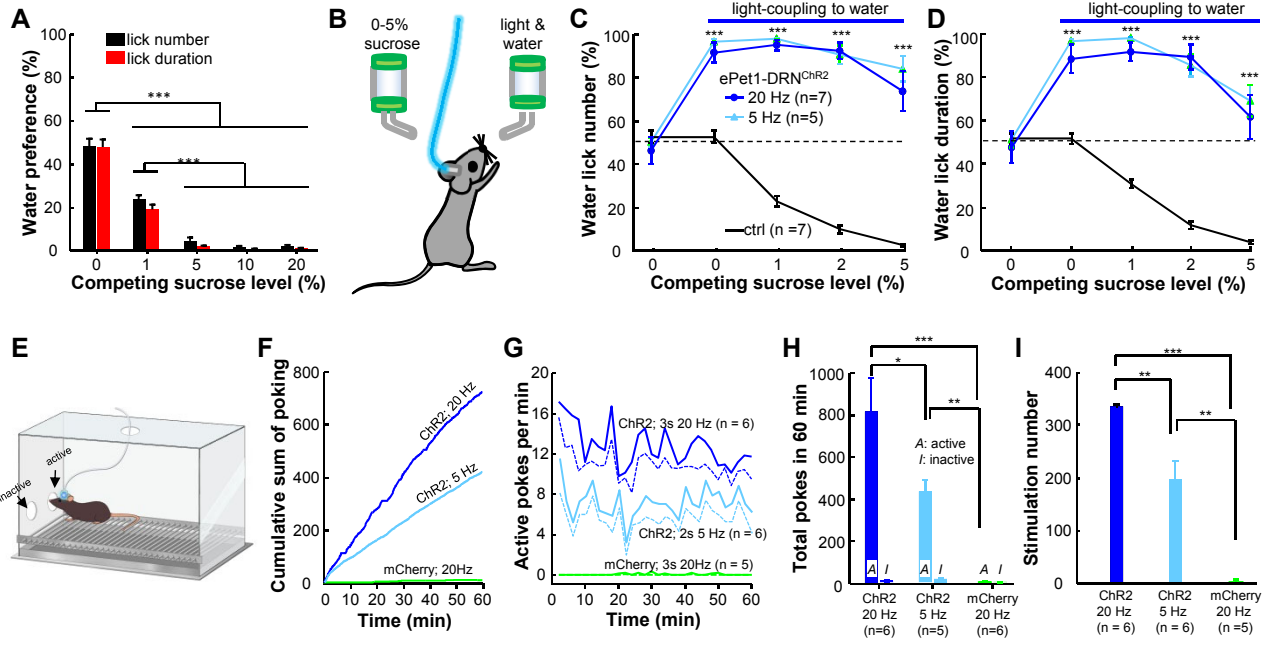 A
lick number
lick duration
***
***
Water preference (%)
100
80
60
40
20
0
0
1
5
10
20
Competing sucrose level (%)
B
0-5%
sucrose
light &
water
C
light-coupling to water
***
***
***
***
ePet1-DRNChR2
20 Hz (n=7)
5 Hz (n=5)
ctrl (n =7)
Water lick number (%)
100
80
60
40
20
0
0
0
1
2
5
Competing sucrose level (%)
D
light-coupling to water
***
***
***
***
Water lick duration (%)
100
80
60
40
20
0
0
0
1
2
5
Competing sucrose level (%)
E
inactive
active
F
Cumulative sum of poking
800
600
400
200
0
ChR2; 20 Hz
ChR2; 5 Hz
mCherry; 20Hz
0
10
20
30
40
50
60
Time (min)
G
Active pokes per min
20
16
12
8
4
0
ChR2; 3s 20 Hz (n = 6)
ChR2; 2s 5 Hz (n = 6)
mCherry; 3s 20Hz (n = 5)
0
10
20
30
40
50
60
Time (min)
H
Total pokes in 60 min
1000
800
600
400
200
0
***
*
**
A: active
I: inactive
A I
A I
A I
ChR2
20 Hz
(n=6)
ChR2
5 Hz
(n=5)
mCherry
20 Hz
(n=6)
I
Stimulation number
400
300
200
100
0
***
**
**
ChR2
20 Hz
(n = 6)
ChR2
5 Hz
(n = 6)
mCherry
20 Hz
(n =5)